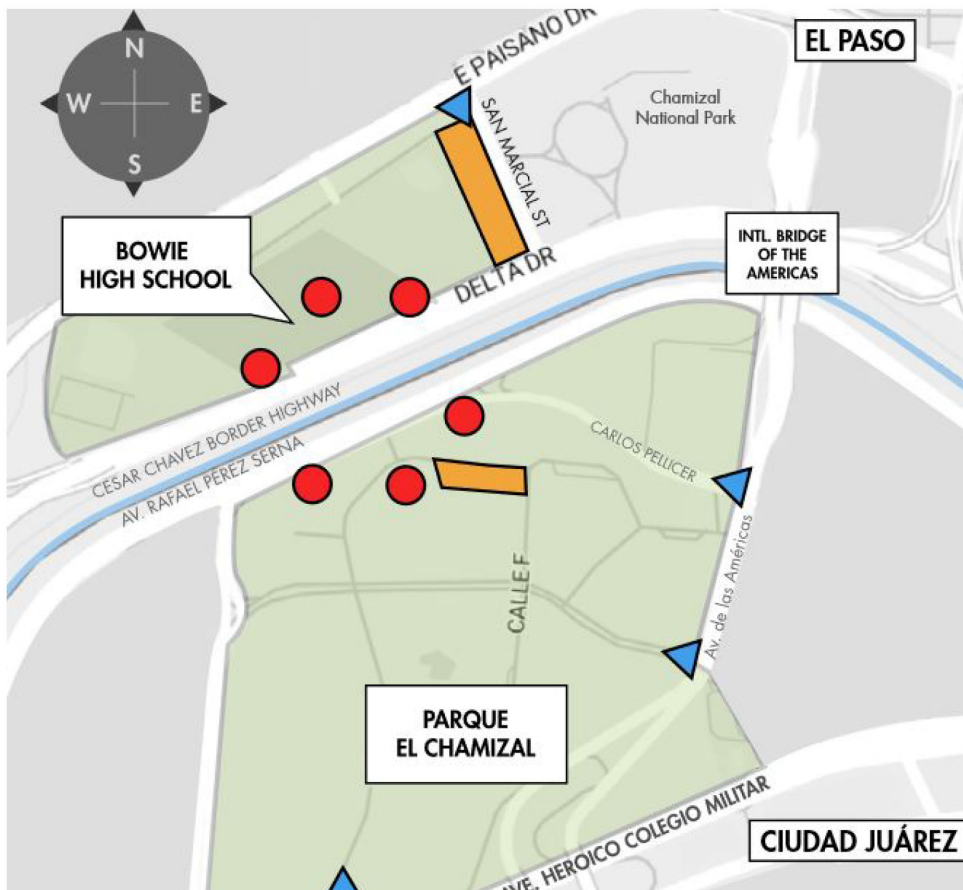 N
W
E
S
E PAISANO DR
EL PASO
SAN MARCIAL ST
Chamizal
National Park
BOWIE
HIGH SCHOOL
DELTA DR
INTL. BRIDGE
OF THE
AMERICAS
CESAR CHAVEZ BORDER HIGHWAY
AV. RAFAEL PÉREZ SERNA
CARLOS PELLICER
Av. de las Américas
CALLE F
PARQUE
EL CHAMIZAL
AVE. HEROICO COLEGIO MILITAR
CIUDAD JUÁREZ